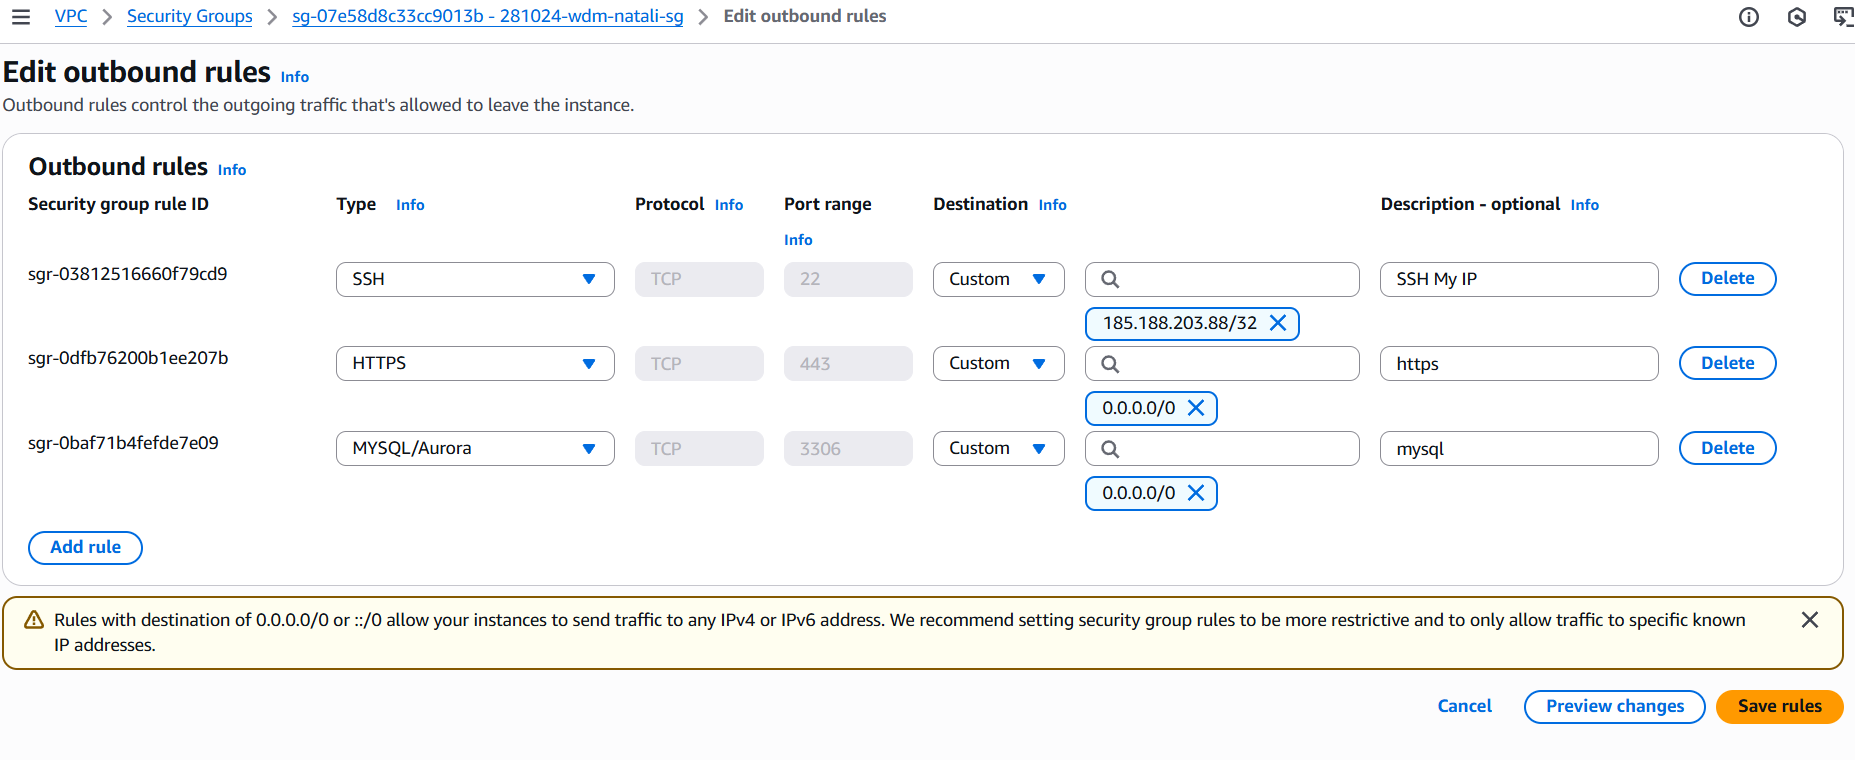 VPC > Security Groups > sg-07e58d8c33cc9013b - 281024-wdm-natali-sg > Edit outbound rules
Edit outbound rules Info
Outbound rules control the outgoing traffic that's allowed to leave the instance.
Outbound rules Info
Security group rule ID Type Info Protocol Info Port range Info Destination Info Description - optional Info
sgr-03812516660f79cd9 SSH TCP 22 Custom SSH My IP Delete
185.188.203.88/32
sgr-0dfb76200b1ee207b HTTPS TCP 443 Custom https Delete
0.0.0.0/0
sgr-0baf71b4fefde7e09 MYSQL/Aurora TCP 3306 Custom mysql Delete
0.0.0.0/0
Add rule
Rules with destination of 0.0.0.0/0 or ::/0 allow your instances to send traffic to any IPv4 or IPv6 address. We recommend setting security group rules to be more restrictive and to only allow traffic to specific known
IP addresses.
Cancel Preview changes Save rules